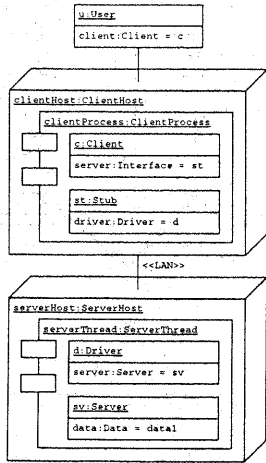 u:User
client:Client = c
clientHost:ClientHost
clientProcess:ClientProcess
c:Client
server:Interface = st
st:Stub
driver:Driver = d
<<LAN>>
serverHost:ServerHost
serverThread:ServerThread
d:Driver
server:Server = sv
sv:Server
data:Data = data1